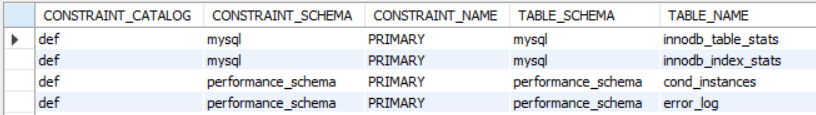 CONSTRAINT_CATALOG CONSTRAINT_SCHEMA CONSTRAINT_NAME TABLE_SCHEMA TABLE_NAME
def mysql PRIMARY mysql innodb_table_stats
def mysql PRIMARY mysql innodb_index_stats
def performance_schema PRIMARY performance_schema cond_instances
def performance_schema PRIMARY performance_schema error_log